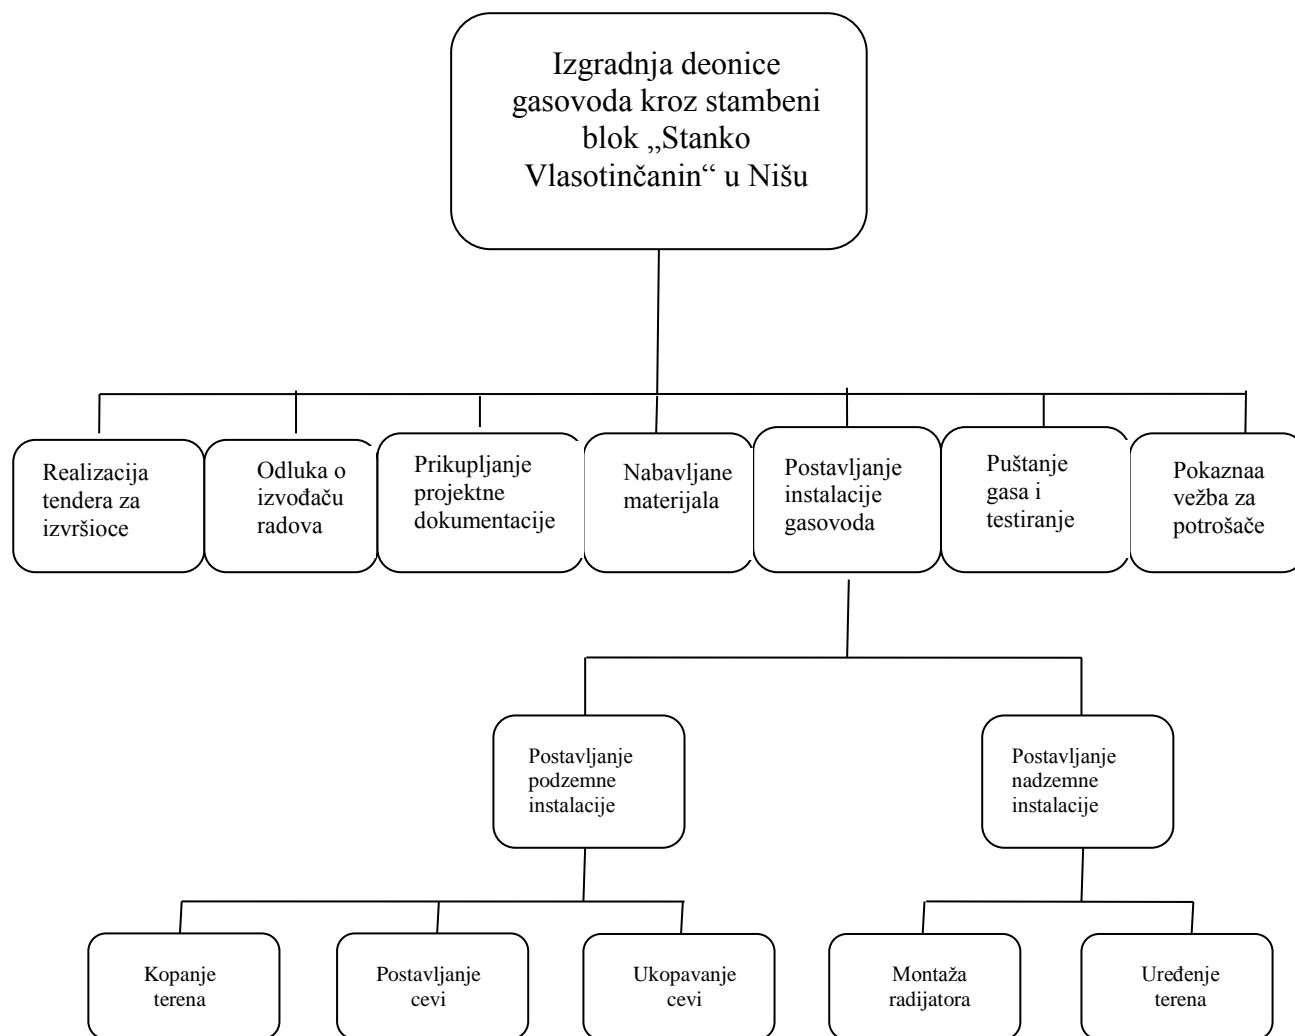 Izgradnja deonice
gasovoda kroz stambeni
blok „Stanko
Vlasotinčanin“ u Nišu
Realizacija
tendera za
izvršioce
Odluka o
izvođaču
radova
Prikupljanje
projektne
dokumentacije
Nabavljane
materijala
Postavljanje
instalacije
gasovoda
Puštanje
gasa i
testiranje
Pokaznaa
vežba za
potrošače
Postavljanje
podzemne
instalacije
Postavljanje
nadzemne
instalacije
Kopanje
terena
Postavljanje
cevi
Ukopavanje
cevi
Montaža
radijatora
Uređenje
terena